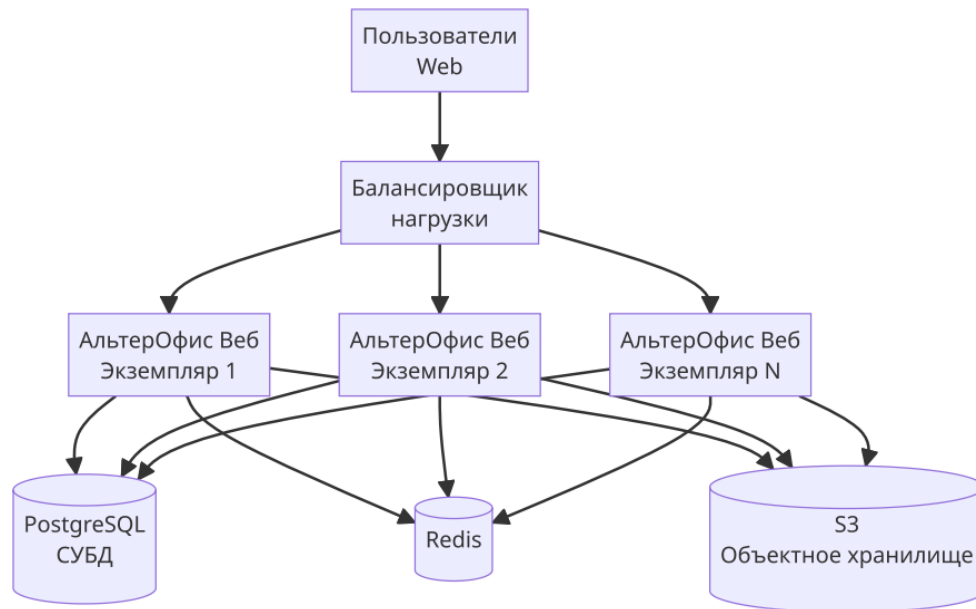 Пользователи
Web
Балансировщик
нагрузки
АльтерОфис Веб
Экземпляр 1
АльтерОфис Веб
Экземпляр 2
АльтерОфис Веб
Экземпляр N
PostgreSQL
СУБД
Redis
S3
Объектное хранилище